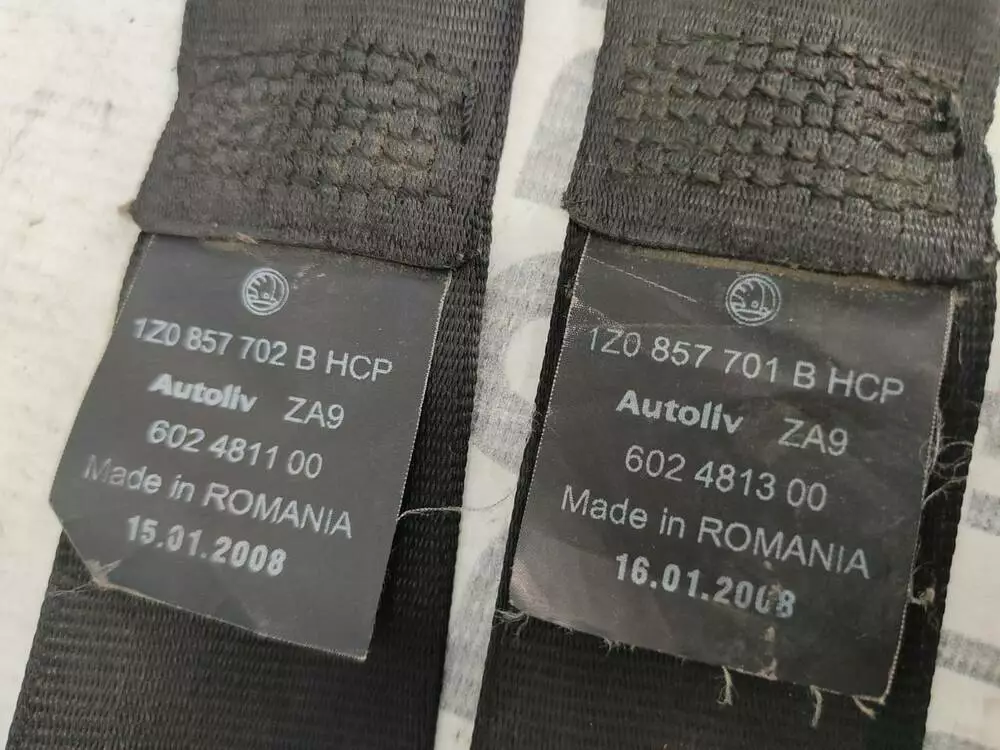 1Z0 857 702 B HCP
Autoliv ZA9
602 4811 00
Made in ROMANIA
15.01.2008
1Z0 857 701 B HCP
Autoliv ZA9
602 4813 00
Made in ROMANIA
16.01.2008